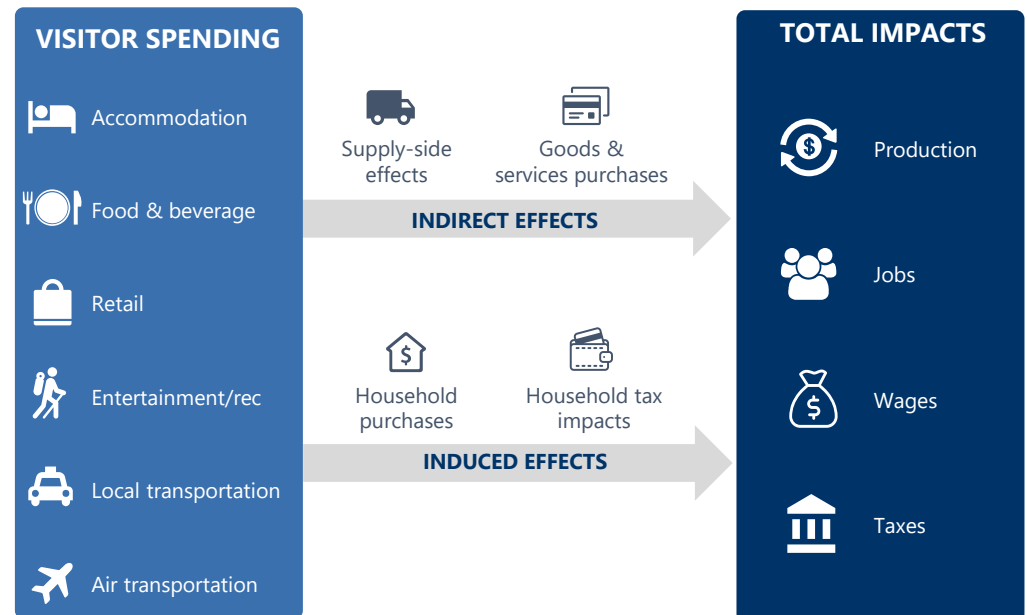 VISITOR SPENDING
Accommodation
Food & beverage
Retail
Entertainment/rec
Local transportation
Air transportation
Supply-side
effects
Goods &
services purchases
INDIRECT EFFECTS
Household
purchases
Household tax
impacts
INDUCED EFFECTS
TOTAL IMPACTS
$
Production
Jobs
$
Wages
Taxes